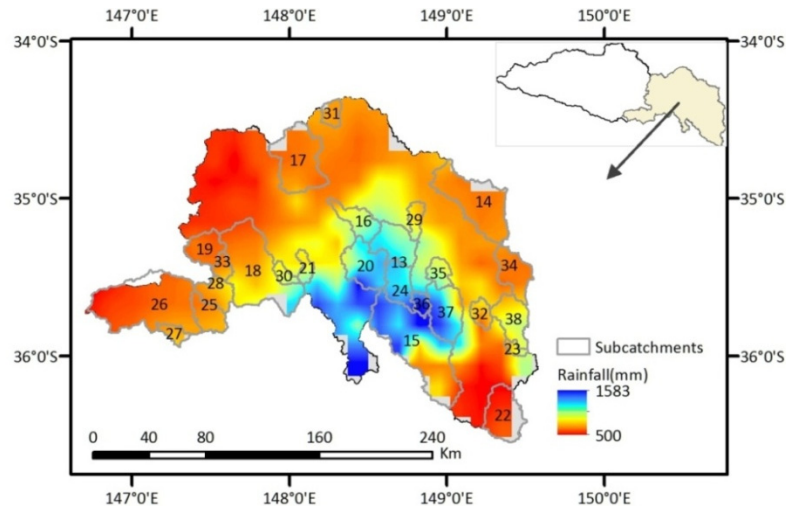 147°0'E 148°0'E 149°0'E 150°0'E
34°0'S 34°0'S
31
17
35°0'S 14 35°0'S
16 29
19 33 20 13 34
18 30 21 35
28 24
26 25 36 37 32 38
27 15 23
36°0'S 36°0'S
22
Subcatchments
Rainfall(mm)
1583
500
0 40 80 160 240
Km
147°0'E 148°0'E 149°0'E 150°0'E